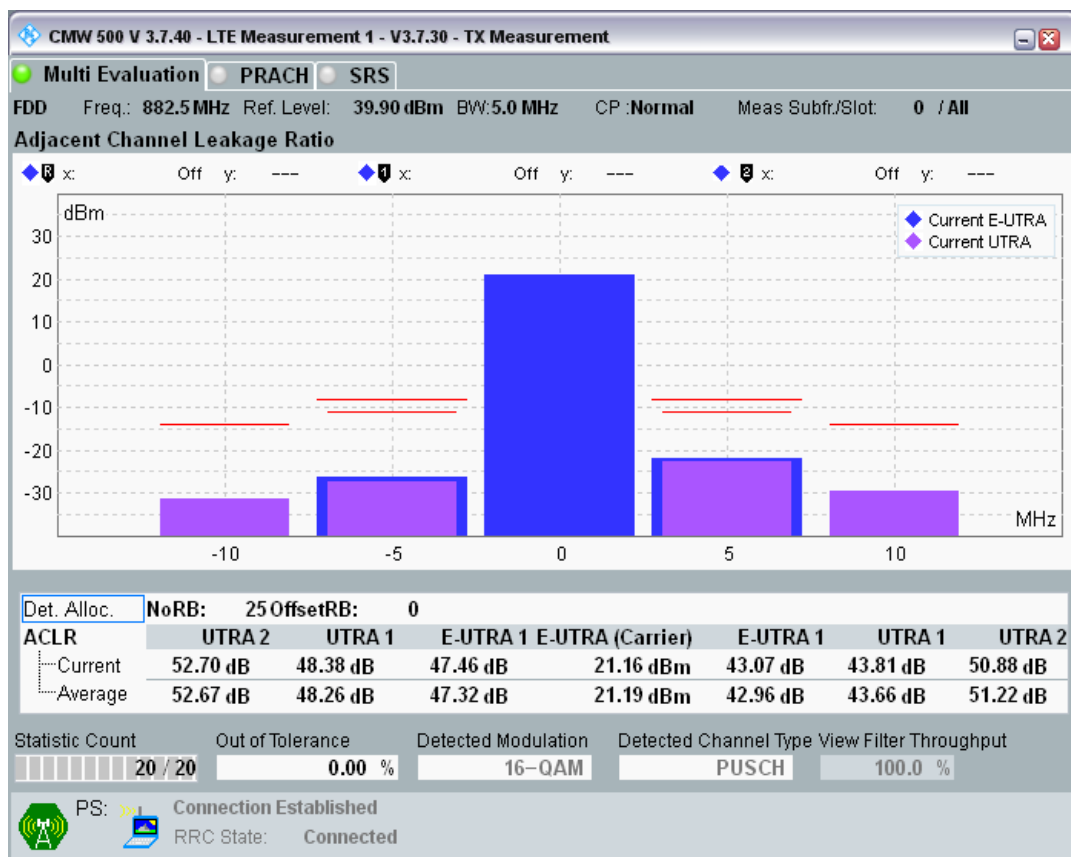 CMW 500 V 3.7.40 - LTE Measurement 1 - V3.7.30 - TX Measurement
Multi Evaluation PRACH SRS
FDD Freq.: 882.5 MHz Ref. Level: 39.90 dBm BW:5.0 MHz CP :Normal Meas Subfr./Slot: 0 / All
Adjacent Channel Leakage Ratio
R x: Off y: --- 1 x: Off y: --- 2 x: Off y: ---
dBm
Current E-UTRA
Current UTRA
30
20
10
0
-10
-20
-30
MHz
-10 -5 0 5 10
Det. Alloc. NoRB: 25 OffsetRB: 0
ACLR UTRA 2 UTRA 1 E-UTRA 1 E-UTRA (Carrier) E-UTRA 1 UTRA 1 UTRA 2
Current 52.70 dB 48.38 dB 47.46 dB 21.16 dBm 43.07 dB 43.81 dB 50.88 dB
Average 52.67 dB 48.26 dB 47.32 dB 21.19 dBm 42.96 dB 43.66 dB 51.22 dB
Statistic Count Out of Tolerance Detected Modulation Detected Channel Type View Filter Throughput
20 / 20 0.00 % 16-QAM PUSCH 100.0 %
PS: Connection Established
RRC State: Connected